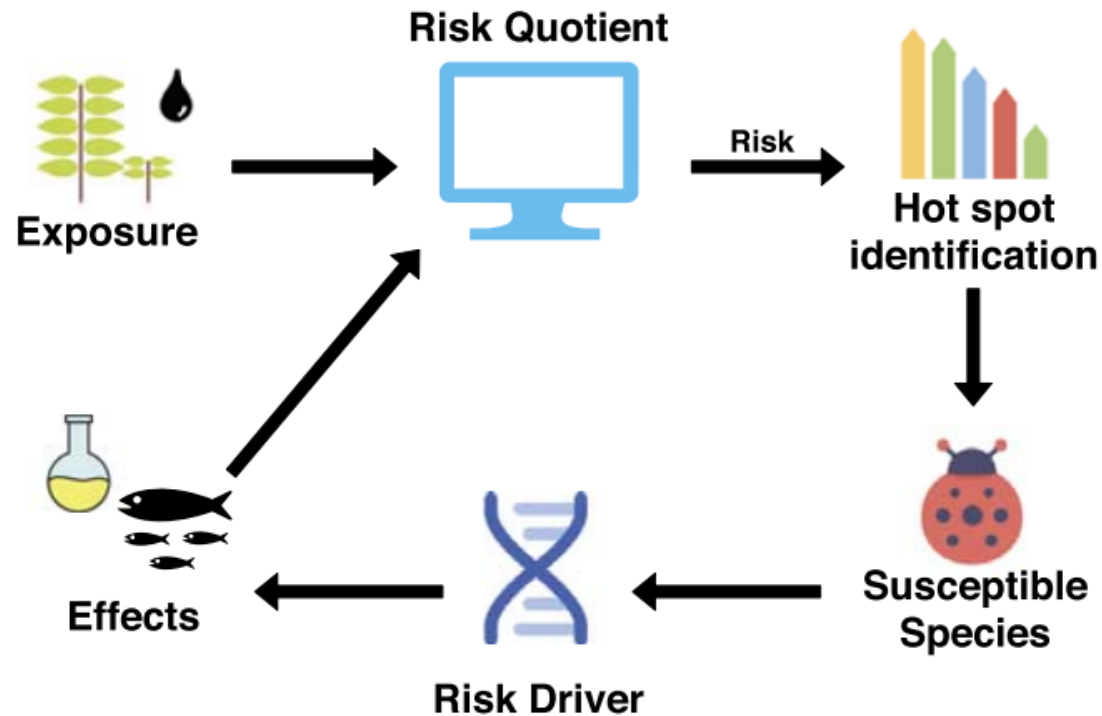 Risk Quotient
Exposure
Risk
Hot spot
identification
Effects
Risk Driver
Susceptible
Species